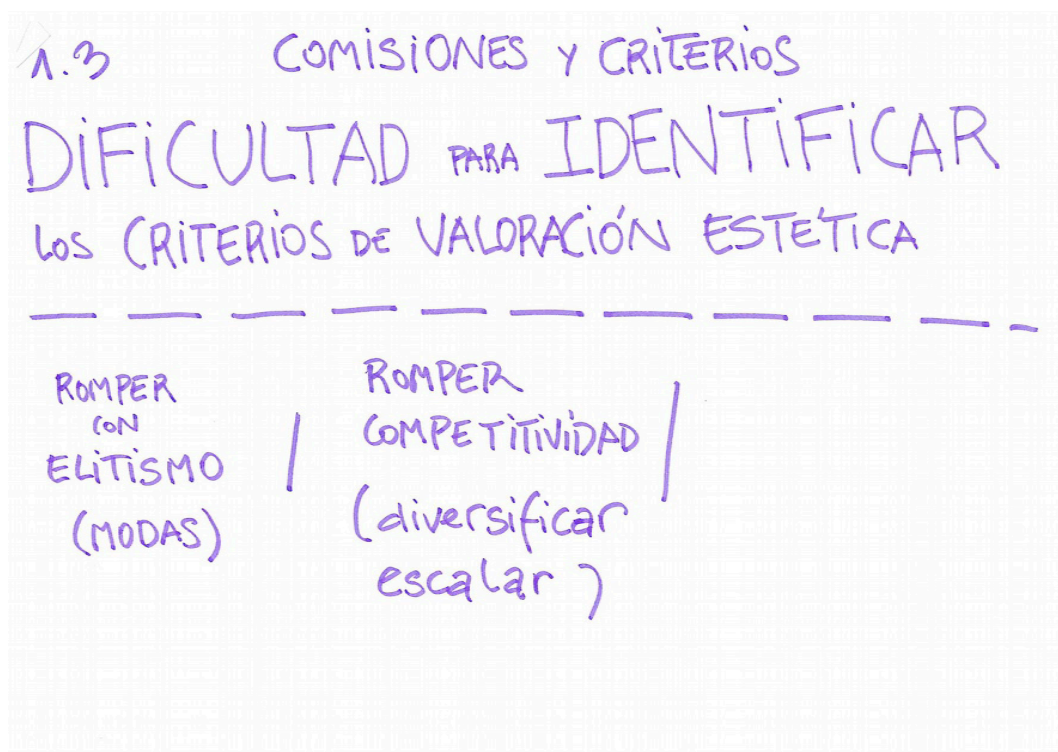 1.3 COMISIONES Y CRITERIOS
DIFICULTAD PARA IDENTIFICAR
LOS CRITERIOS DE VALORACIÓN ESTÉTICA
ROMPER
CON
ELITISMO
(MODAS)
/
ROMPER
COMPETITIVIDAD
(diversificar
escalar)
/